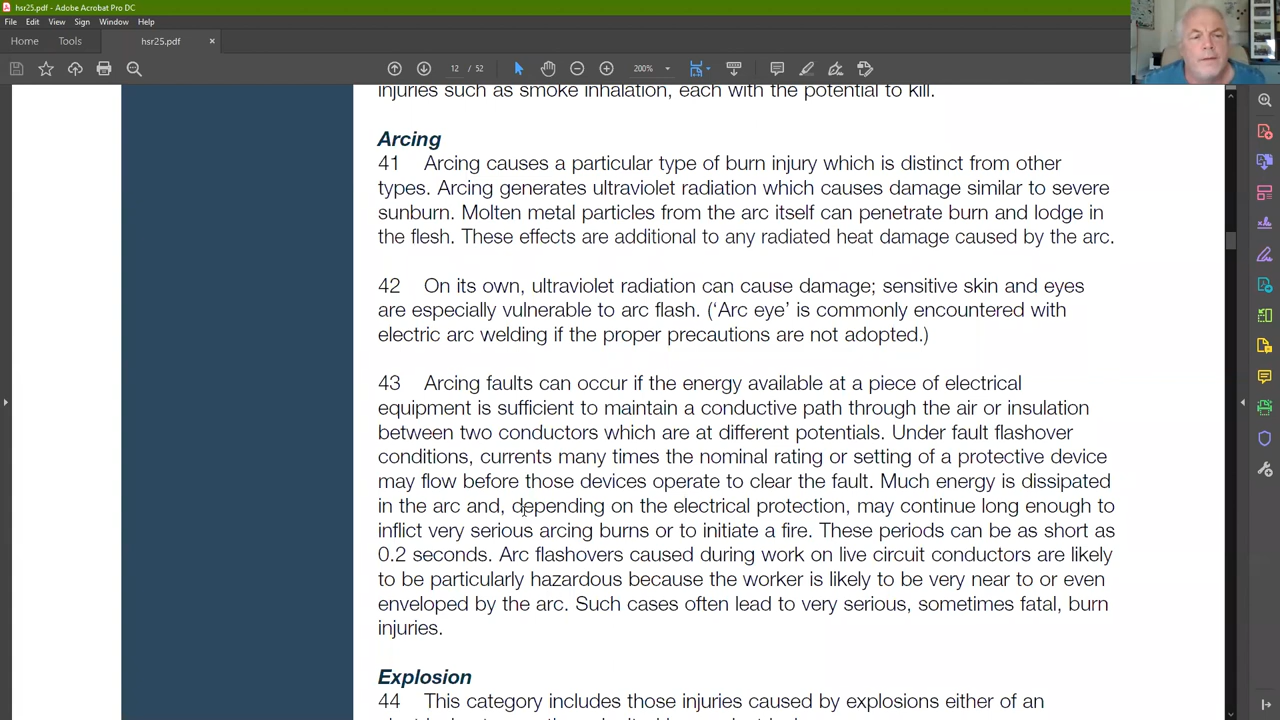 hsr25.pdf - Adobe Acrobat Pro DC
File Edit View Sign Window Help
Home Tools hsr25.pdf ×
12 / 52 200%
injuries such as smoke inhalation, each with the potential to kill.
Arcing
41 Arcing causes a particular type of burn injury which is distinct from other
types. Arcing generates ultraviolet radiation which causes damage similar to severe
sunburn. Molten metal particles from the arc itself can penetrate burn and lodge in
the flesh. These effects are additional to any radiated heat damage caused by the arc.
42 On its own, ultraviolet radiation can cause damage; sensitive skin and eyes
are especially vulnerable to arc flash. (‘Arc eye’ is commonly encountered with
electric arc welding if the proper precautions are not adopted.)
43 Arcing faults can occur if the energy available at a piece of electrical
equipment is sufficient to maintain a conductive path through the air or insulation
between two conductors which are at different potentials. Under fault flashover
conditions, currents many times the nominal rating or setting of a protective device
may flow before those devices operate to clear the fault. Much energy is dissipated
in the arc and, depending on the electrical protection, may continue long enough to
inflict very serious arcing burns or to initiate a fire. These periods can be as short as
0.2 seconds. Arc flashovers caused during work on live circuit conductors are likely
to be particularly hazardous because the worker is likely to be very near to or even
enveloped by the arc. Such cases often lead to very serious, sometimes fatal, burn
injuries.
Explosion
44 This category includes those injuries caused by explosions either of an